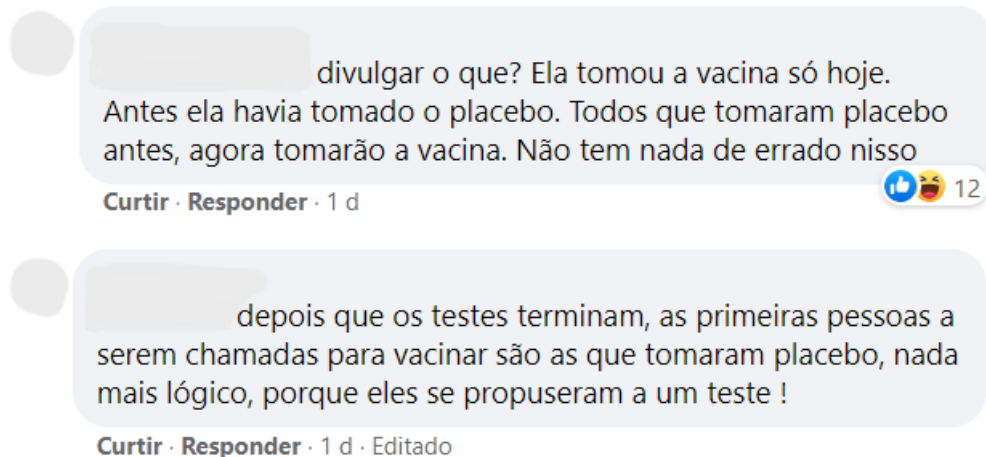 divulgar o que? Ela tomou a vacina só hoje.
Antes ela havia tomado o placebo. Todos que tomaram placebo
antes, agora tomarão a vacina. Não tem nada de errado nisso
12
Curtir · Responder · 1 d
depois que os testes terminam, as primeiras pessoas a
serem chamadas para vacinar são as que tomaram placebo, nada
mais lógico, porque eles se propuseram a um teste !
Curtir · Responder · 1 d · Editado